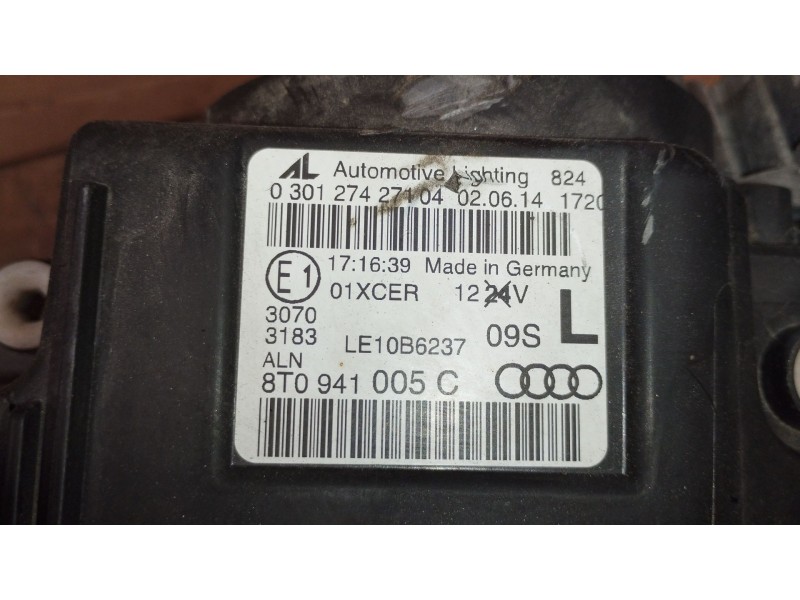 AL Automotive Lighting 824
0 301 274 271 04 02.06.14 1720
E1 17:16:39 Made in Germany
01XCER 12 24V L
3070
3183 LE10B6237 09S
ALN
8T0 941 005 C